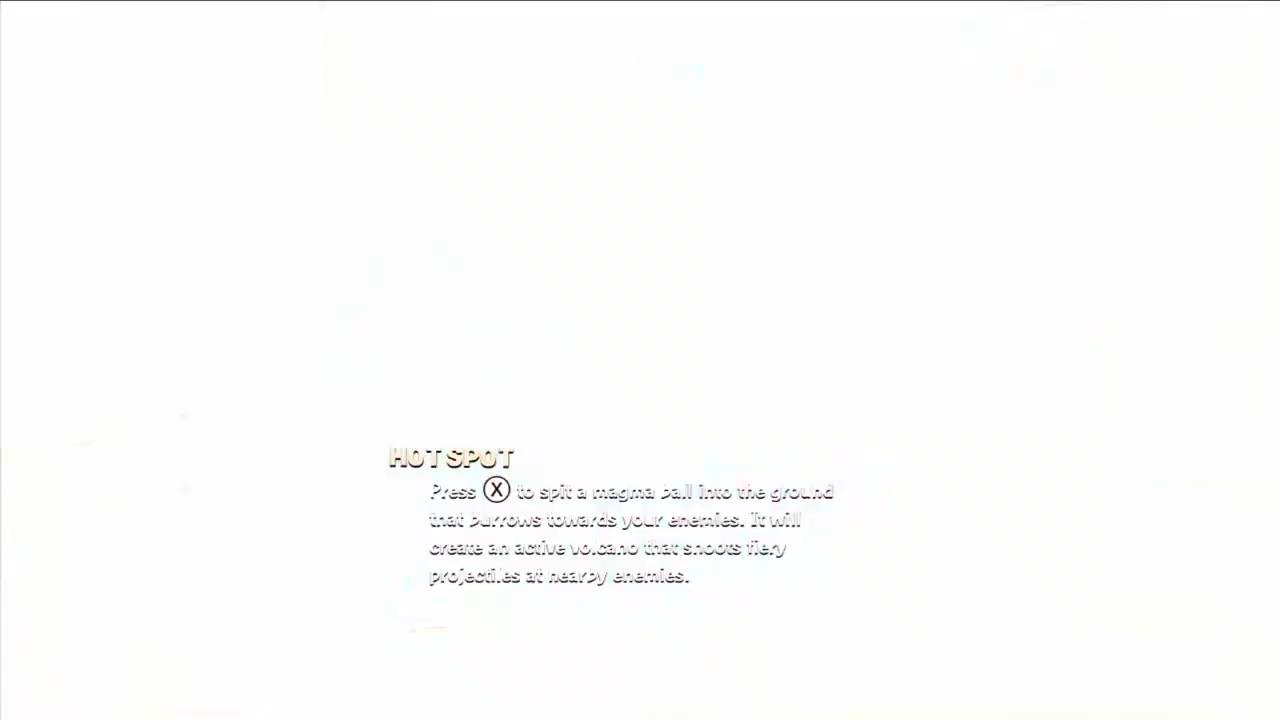 HOT SPOT
Press X to spit a magma ball into the ground
that burrows towards your enemies. It will
create an active volcano that shoots fiery
projectiles at nearby enemies.